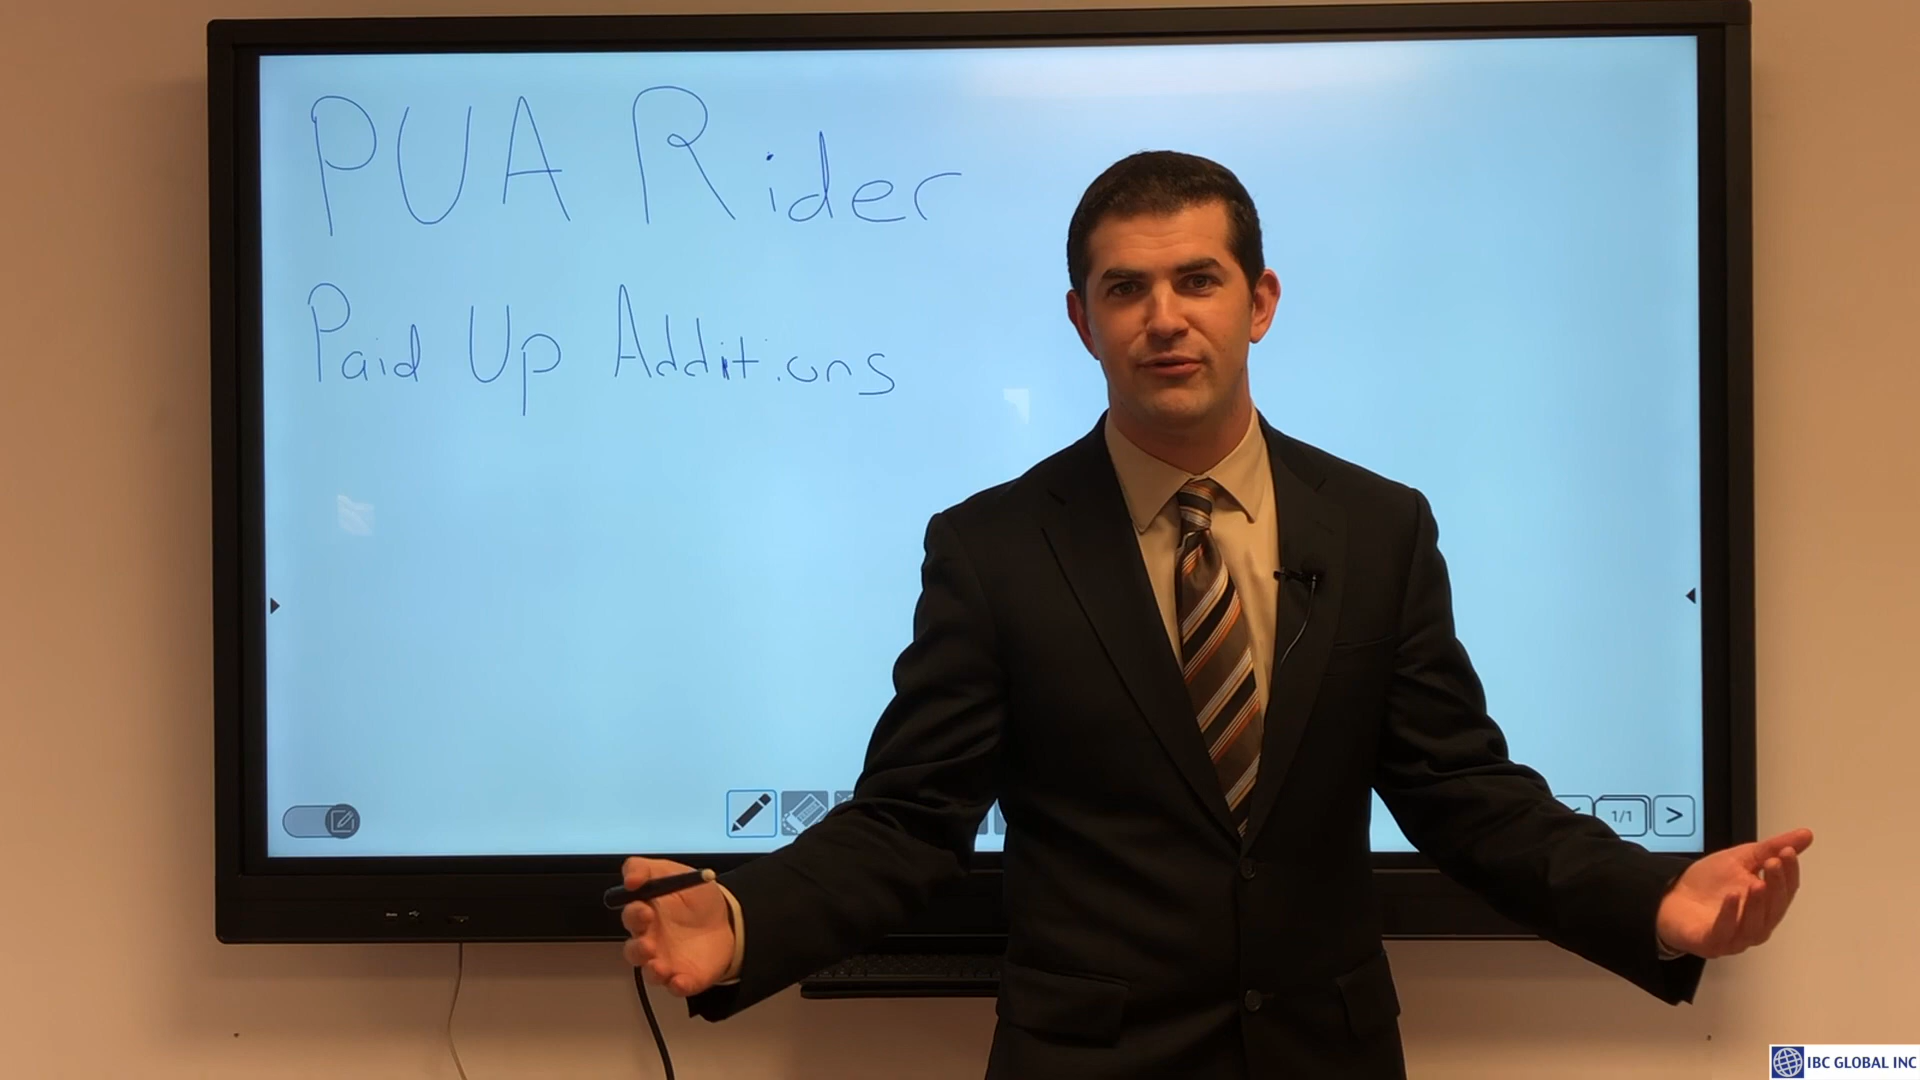 PUA Rider
Paid Up Additions
1/1
>
IBC GLOBAL INC